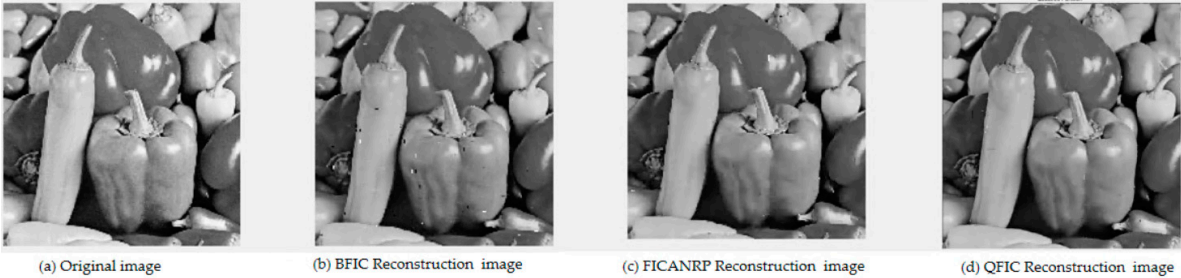 (a) Original image
(b) BFIC Reconstruction image
(c) FICANRP Reconstruction image
(d) QFIC Reconstruction image